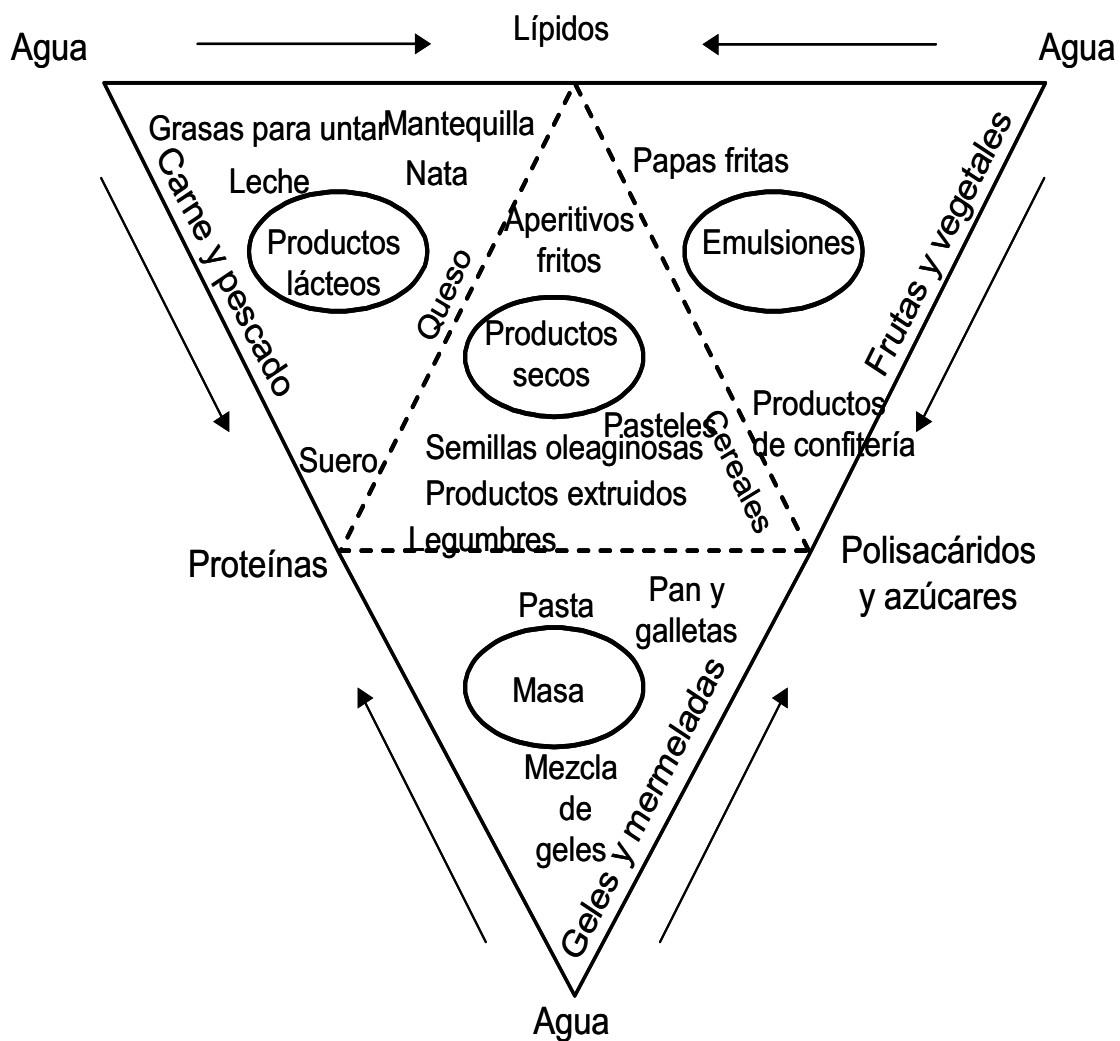 Lípidos
Agua
Agua
Grasas para untar
Mantequilla
Papas fritas
Leche
Nata
Carne y pescado
Productos
lácteos
Queso
Aperitivos
fritos
Emulsiones
Frutas y vegetales
Productos
secos
Productos
de confitería
Pasteles
Cereales
Semillas oleaginosas
Suero
Productos extruidos
Legumbres
Proteínas
Polisacáridos
y azúcares
Pasta
Pan y
galletas
Masa
Mezcla
de
geles
Geles y mermeladas
Agua